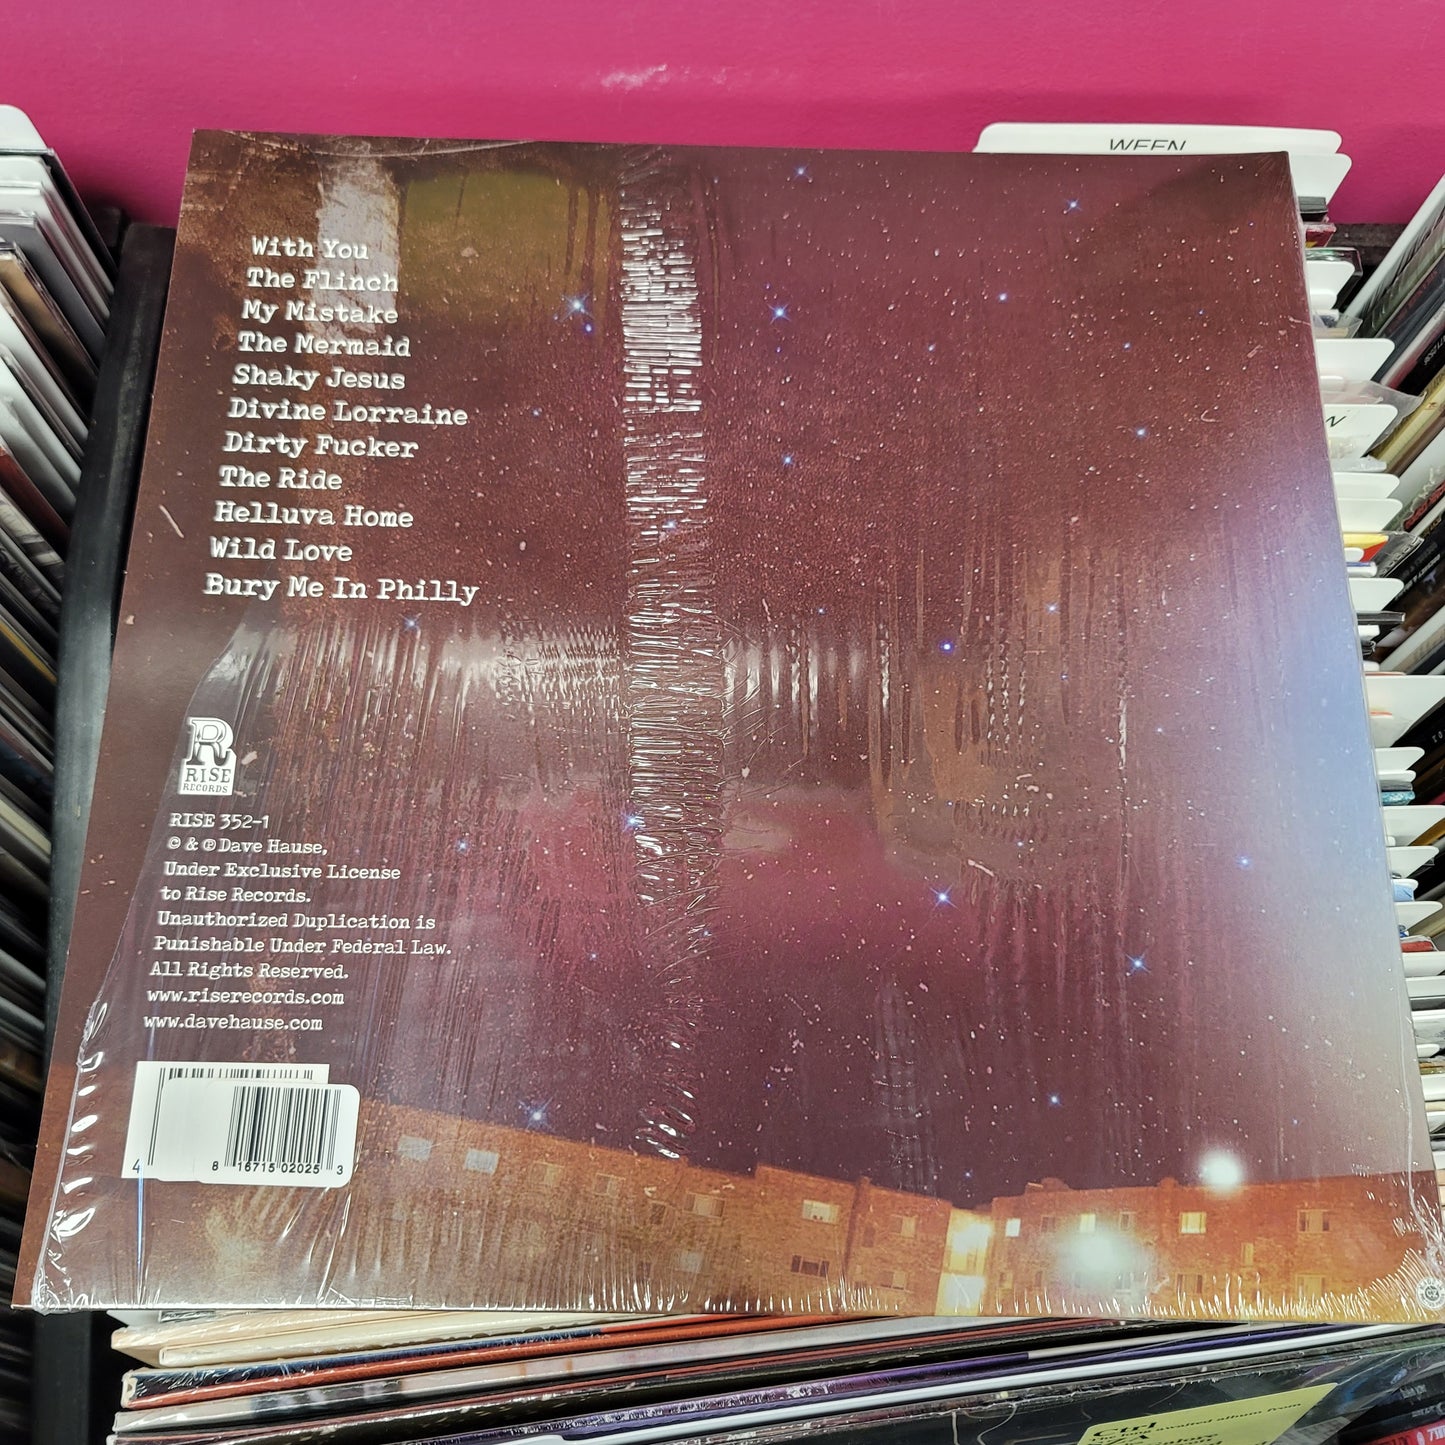 WEEN
With You
The Flinch
My Mistake
The Mermaid
Shaky Jesus
Divine Lorraine
Dirty Fucker
The Ride
Helluva Home
Wild Love
Bury Me In Philly
R
RISE
RECORDS
RISE 352-1
© & ℗ Dave Hause,
Under Exclusive License
to Rise Records.
Unauthorized Duplication is
Punishable Under Federal Law.
All Rights Reserved.
www.riserecords.com
www.davehause.com
4
8 16715 02025 3